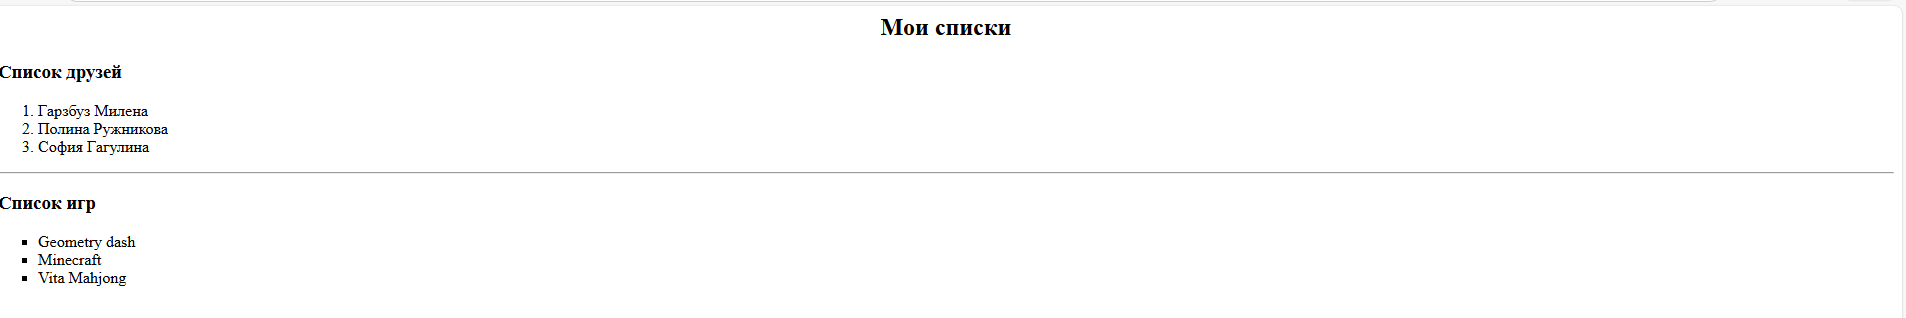 Мои списки
Список друзей
1. Гарзбуз Милена
2. Полина Ружникова
3. София Гагулина
Список игр
▪ Geometry dash
▪ Minecraft
▪ Vita Mahjong